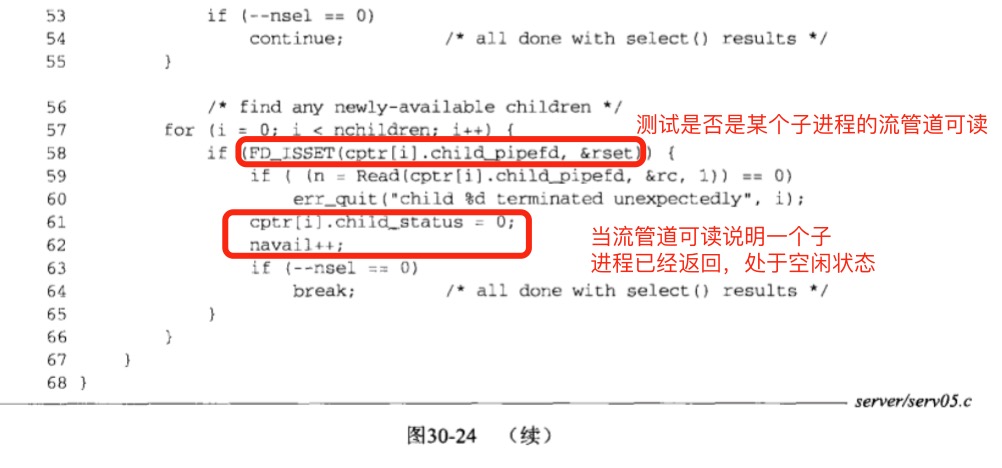 53 if (--nsel == 0)
54 continue; /* all done with select() results */
55 }
56 /* find any newly-available children */
57 for (i = 0; i < nchildren; i++) {
测试是否是某个子进程的流管道可读
58 if (FD_ISSET(cptr[i].child_pipefd, &rset)) {
59 if ( (n = Read(cptr[i].child_pipefd, &rc, 1)) == 0)
60 err_quit("child %d terminated unexpectedly", i);
61 cptr[i].child_status = 0;
62 navail++;
当流管道可读说明一个子
进程已经返回，处于空闲状态
63 if (--nsel == 0)
64 break; /* all done with select() results */
65 }
66 }
67 }
68 }
server/serv05.c
图30-24 （续）